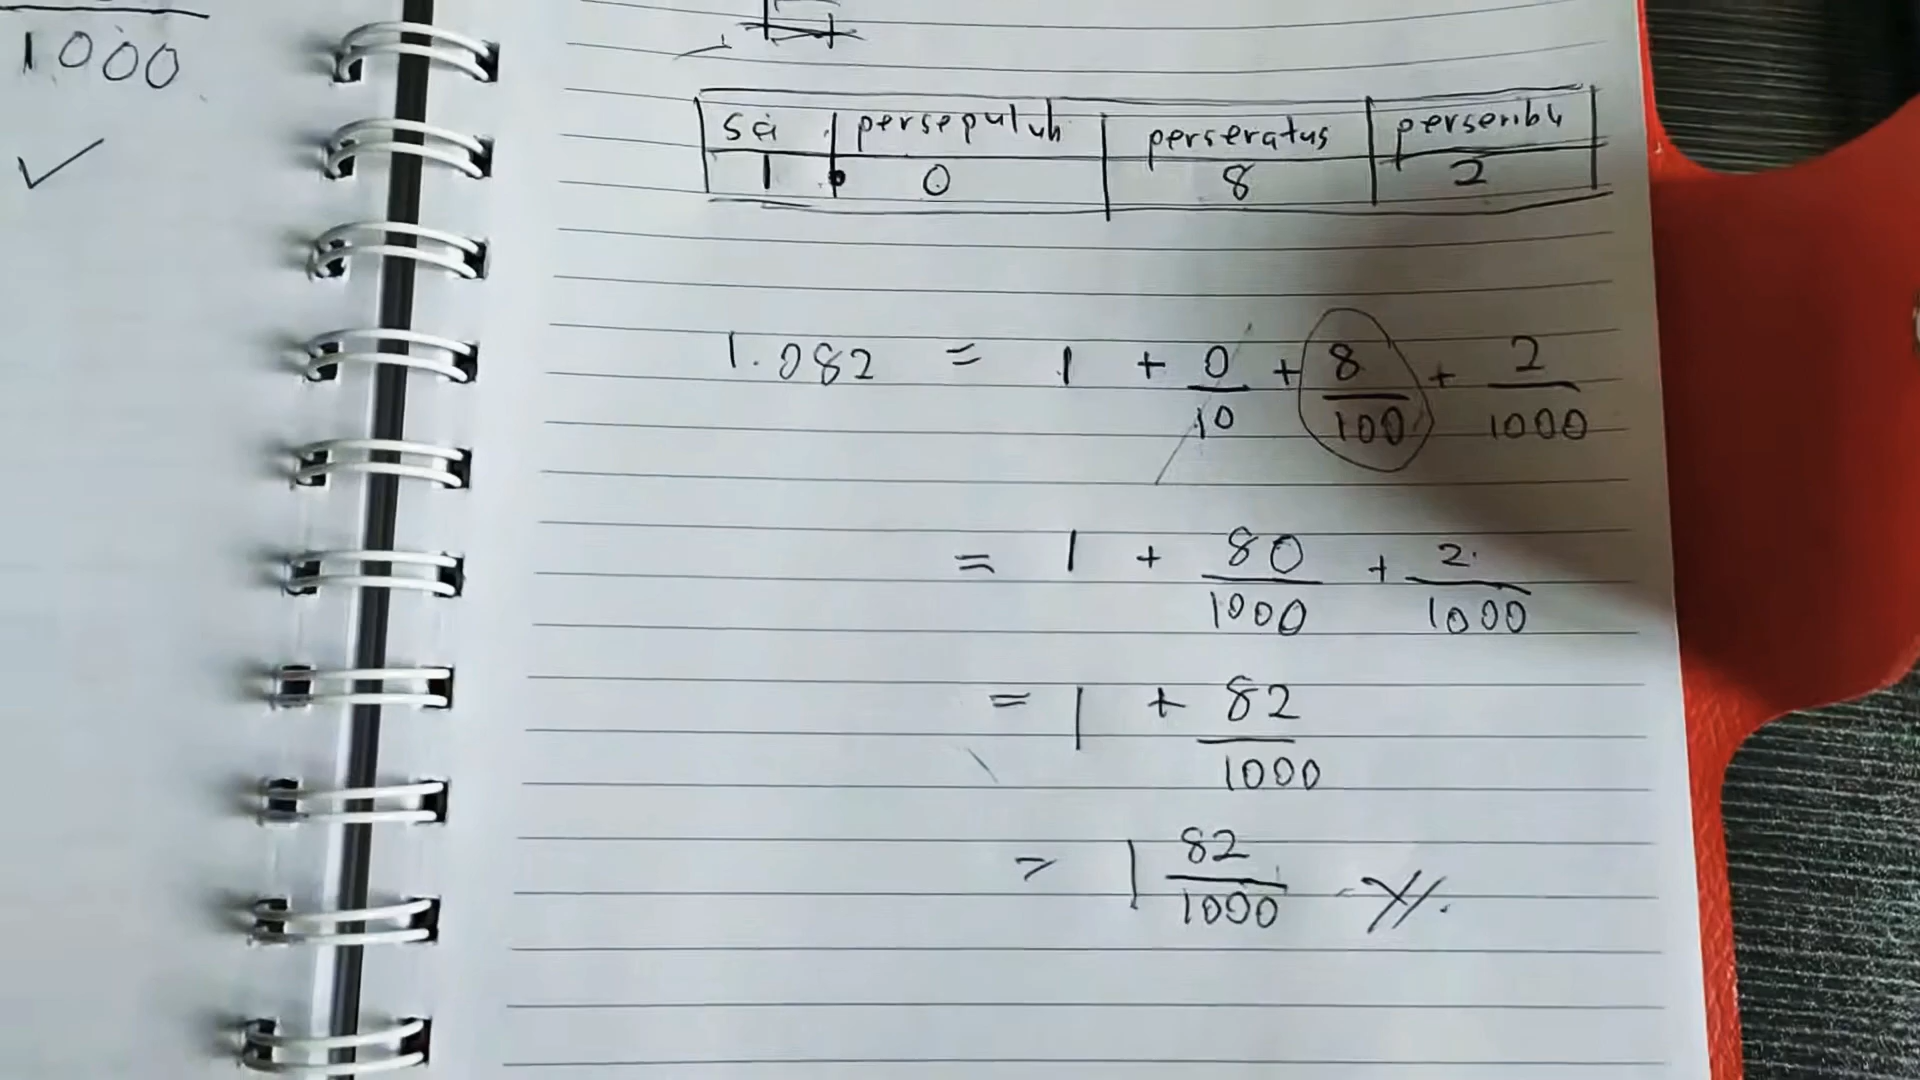 1000
✓
sa persepuluh perseratus perseribu
1 . 0 8 2
1.082 = 1 + 0/10 + 8/100 + 2/1000
= 1 + 80/1000 + 2/1000
= 1 + 82/1000
= 1 82/1000